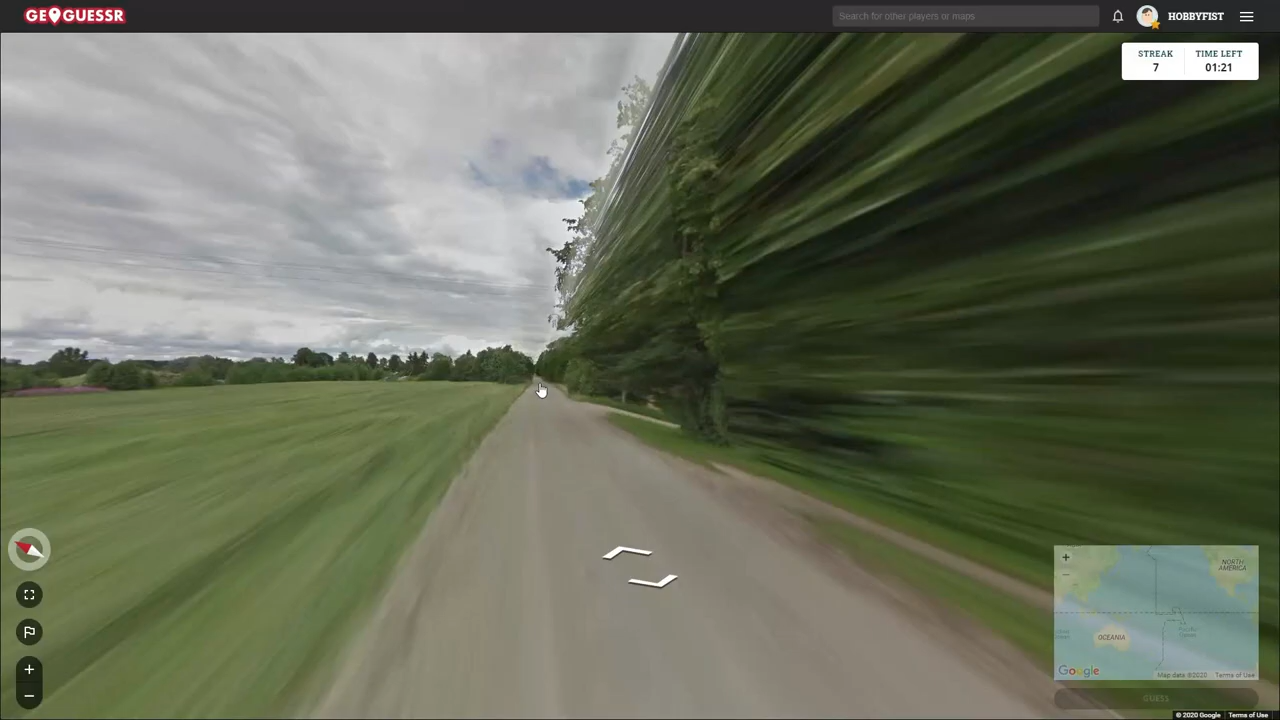 GEOGUESSR
Search for other players or maps
HOBBYFIST
STREAK
7
TIME LEFT
01:21
NORTH
AMERICA
OCEANIA
Google
Map data ©2020
Terms of Use
GUESS
© 2020 Google
Terms of Use